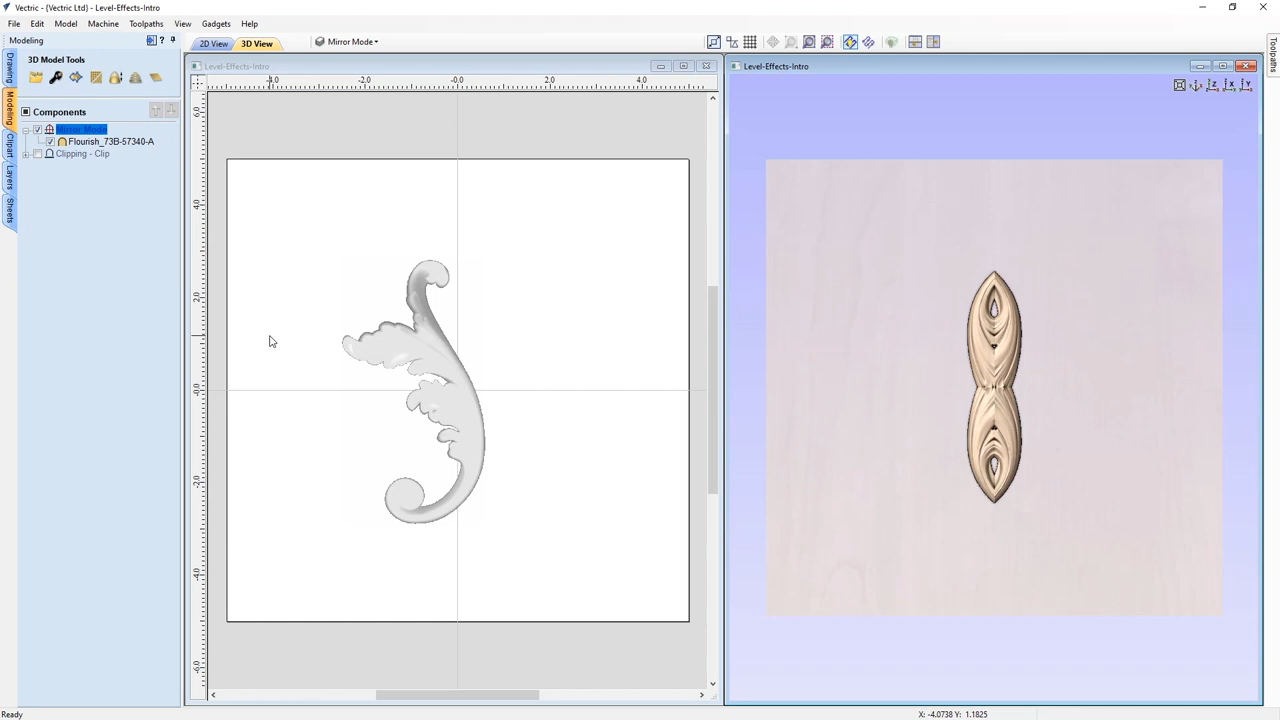 Vectric - {Vectric Ltd} - Level-Effects-Intro
File Edit Model Machine Toolpaths View Gadgets Help
Modeling
2D View 3D View Mirror Mode
3D Model Tools
Components
Mirror Mode
Flourish_73B-57340-A
Clipping - Clip
Drawing
Modeling
Clipart
Layers
Sheets
Level-Effects-Intro
-4.0 -2.0 -0.0 2.0 4.0
6.0
4.0
2.0
-0.0
-2.0
-4.0
-6.0
Level-Effects-Intro
Toolpaths
Ready
X: -4.0738 Y: 1.1825